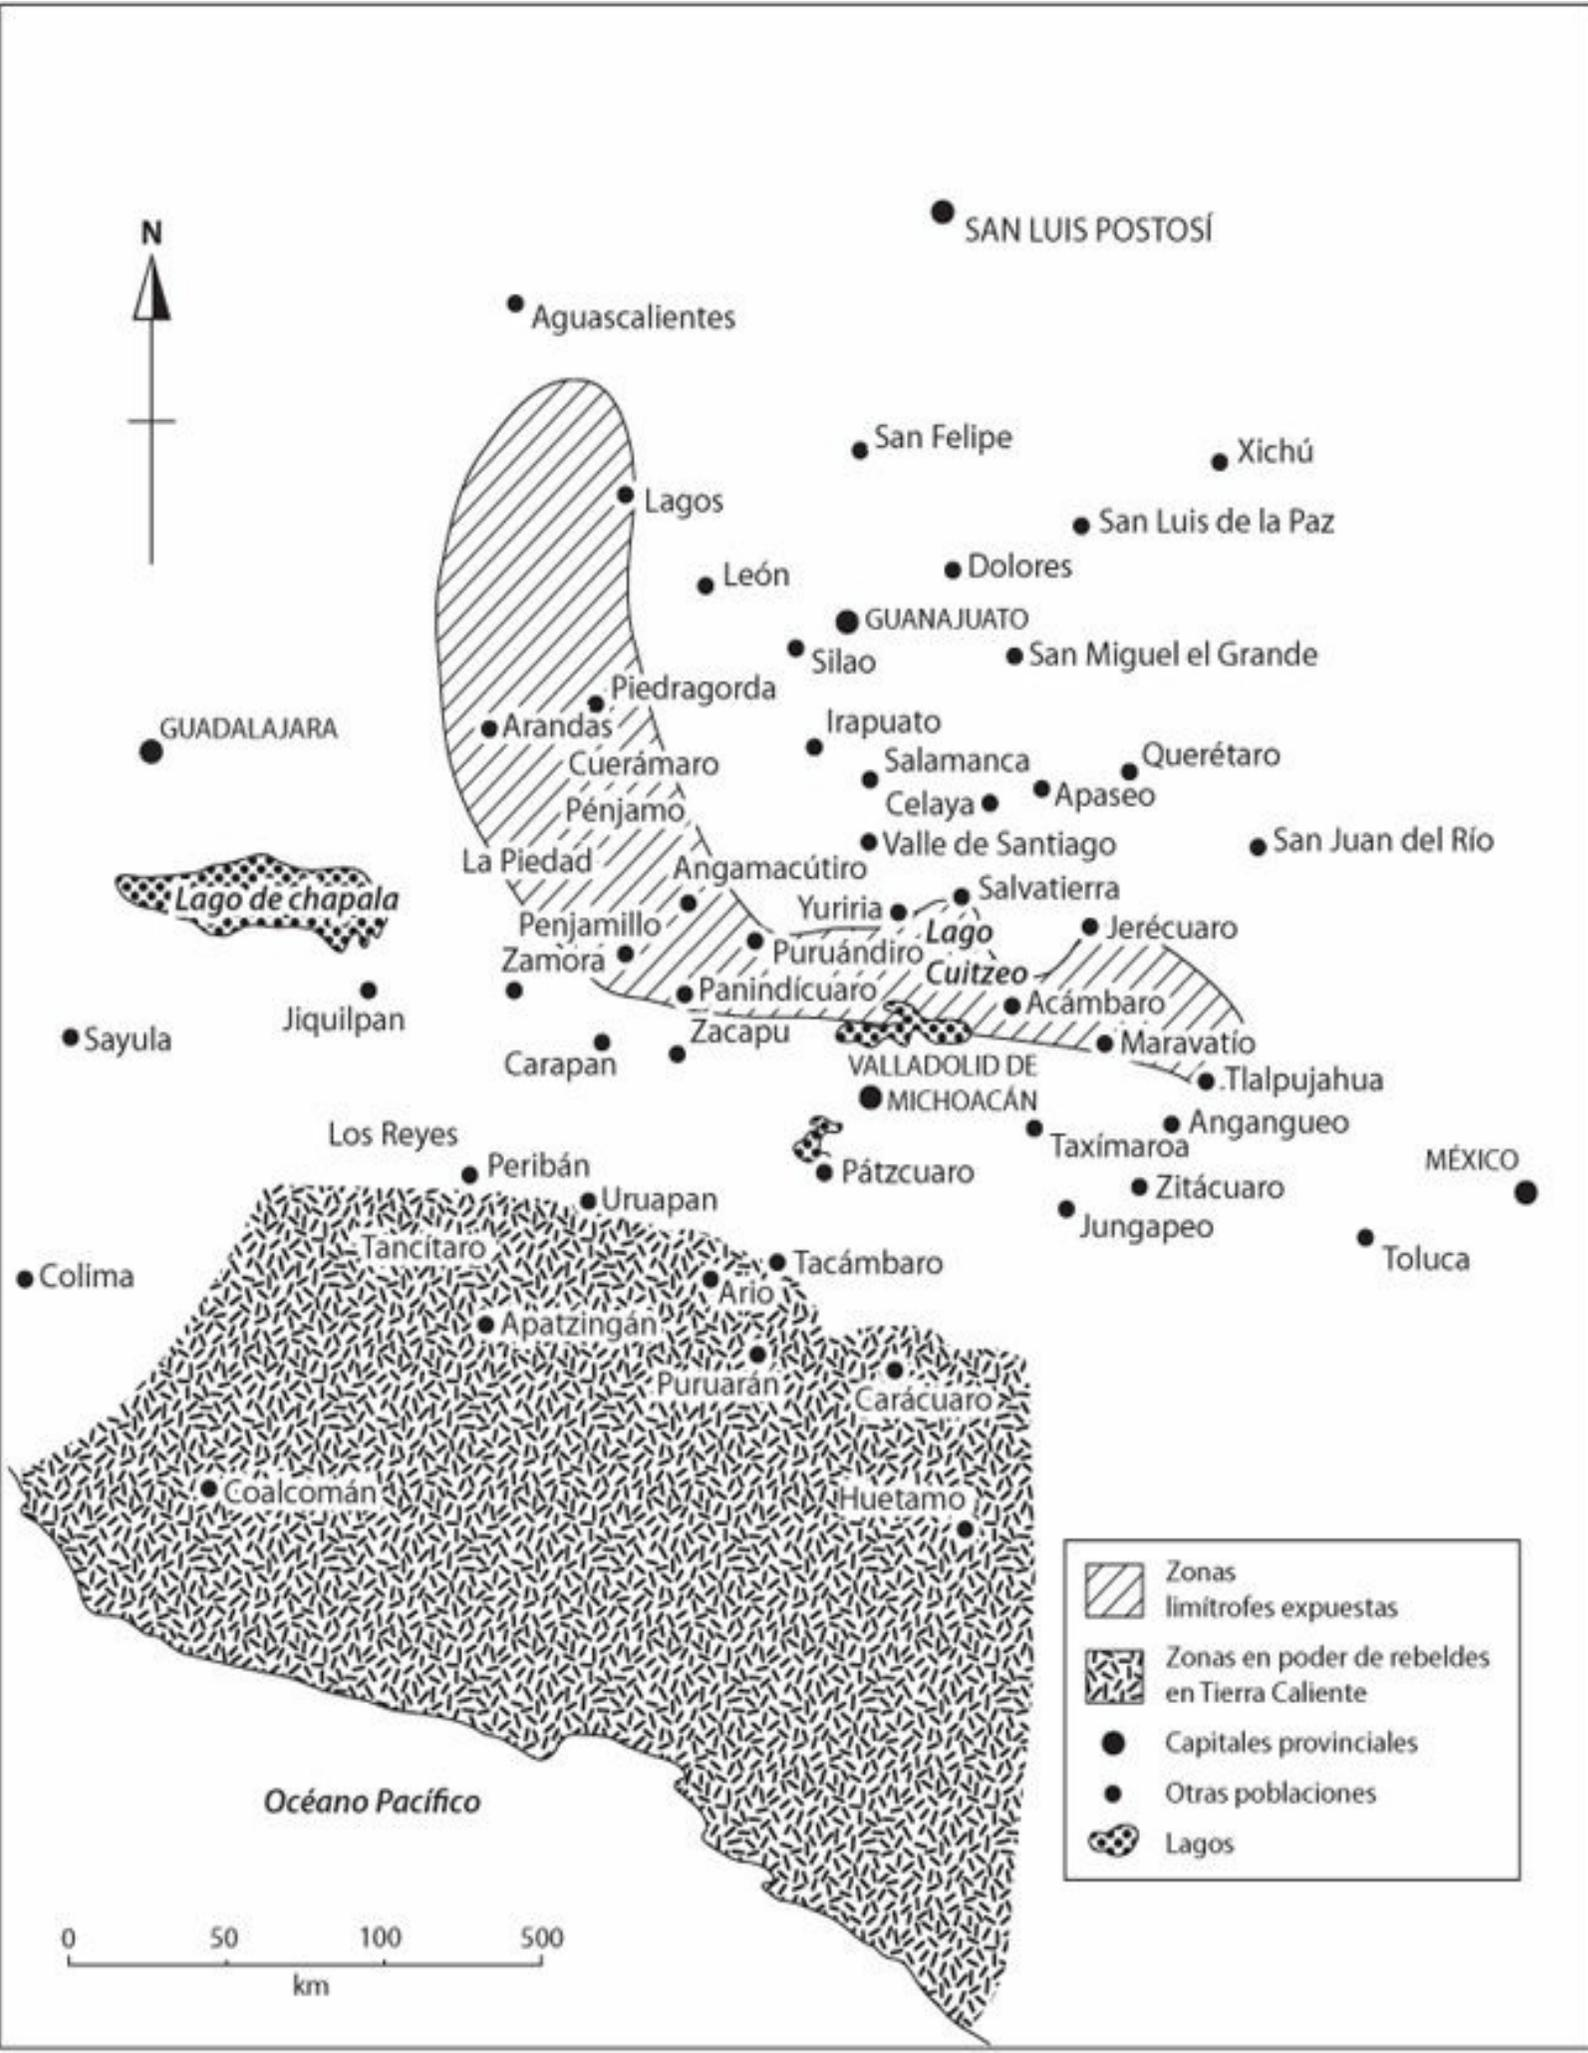 SAN LUIS POSTOSÍ
N
Aguascalientes
San Felipe
Xichú
Lagos
San Luis de la Paz
León
Dolores
GUANAJUATO
Silao
San Miguel el Grande
Piedragorda
GUADALAJARA
Arandas
Irapuato
Cuerámaro
Salamanca
Querétaro
Pénjamo
Celaya
Apaseo
La Piedad
Angamacútiro
Valle de Santiago
San Juan del Río
Lago de chapala
Yuriria
Salvatierra
Penjamillo
Puruándiro
Lago
Cuitzeo
Jerécuaro
Zamora
Panindícuaro
Acámbaro
Jiquilpan
Sayula
Zacapu
Maravatío
Carapan
VALLADOLID DE
MICHOACÁN
Tlalpujahua
Los Reyes
Taxímaroa
Angangueo
Peribán
Pátzcuaro
MÉXICO
Uruapan
Zitácuaro
Jungapeo
Tancítaro
Tacámbaro
Toluca
Colima
Ario
Apatzingán
Puruarán
Carácuaro
Coalcomán
Huetamo
Zonas
limítrofes expuestas
Zonas en poder de rebeldes
en Tierra Caliente
Capitales provinciales
Otras poblaciones
Lagos
Océano Pacífico
0 50 100 500
km